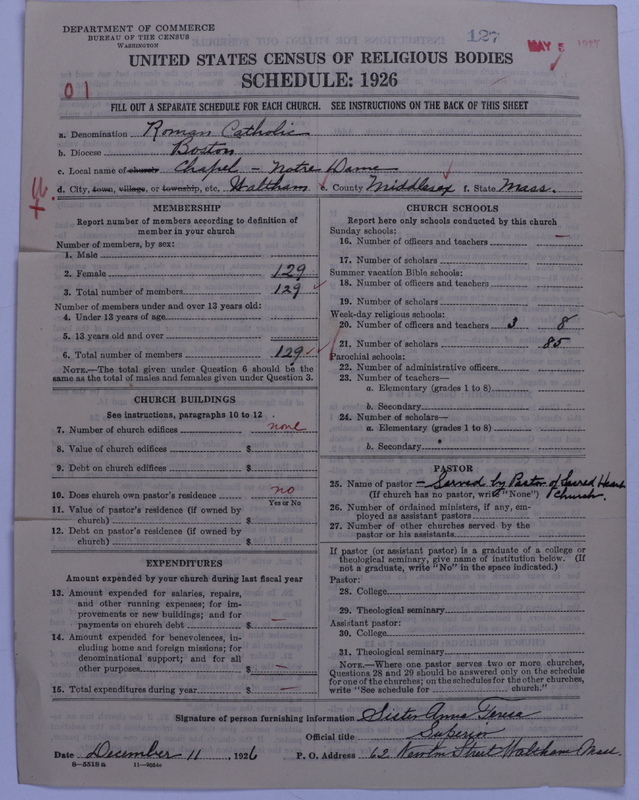 DEPARTMENT OF COMMERCE
BUREAU OF THE CENSUS
WASHINGTON
127
MAY 5 1927
UNITED STATES CENSUS OF RELIGIOUS BODIES
SCHEDULE: 1926
01
FILL OUT A SEPARATE SCHEDULE FOR EACH CHURCH. SEE INSTRUCTIONS ON THE BACK OF THIS SHEET
a. Denomination Roman Catholic
b. Diocese Boston
c. Local name of church Chapel - Notre Dame
d. City, town, village, or township, etc. Waltham e. County Middlesex f. State Mass.
MEMBERSHIP
Report number of members according to definition of
member in your church
Number of members, by sex:
1. Male
2. Female 129
3. Total number of members 129
Number of members under and over 13 years old:
4. Under 13 years of age
5. 13 years old and over
6. Total number of members 129
NOTE.—The total given under Question 6 should be the
same as the total of males and females given under Question 3.
CHURCH BUILDINGS
See instructions, paragraphs 10 to 12
7. Number of church edifices none
8. Value of church edifices $
9. Debt on church edifices $
10. Does church own pastor's residence no
Yes or No
11. Value of pastor's residence (if owned by
church) $
12. Debt on pastor's residence (if owned by
church) $
EXPENDITURES
Amount expended by your church during last fiscal year
13. Amount expended for salaries, repairs,
and other running expenses; for im-
provements or new buildings; and for
payments on church debt $ —
14. Amount expended for benevolences, in-
cluding home and foreign missions; for
denominational support; and for all
other purposes $ —
15. Total expenditures during year $ —
CHURCH SCHOOLS
Report here only schools conducted by this church
Sunday schools:
16. Number of officers and teachers —
17. Number of scholars
Summer vacation Bible schools:
18. Number of officers and teachers
19. Number of scholars
Week-day religious schools:
20. Number of officers and teachers 3 8
21. Number of scholars 85
Parochial schools:
22. Number of administrative officers
23. Number of teachers—
a. Elementary (grades 1 to 8)
b. Secondary
24. Number of scholars—
a. Elementary (grades 1 to 8)
b. Secondary
PASTOR
25. Name of pastor - Served by Pastor of Sacred Heart
(If church has no pastor, write "None") Church.
26. Number of ordained ministers, if any, em-
ployed as assistant pastors
27. Number of other churches served by the
pastor or his assistants
If pastor (or assistant pastor) is a graduate of a college or
theological seminary, give name of institution below. (If
not a graduate, write "No" in the space indicated.)
Pastor:
28. College
29. Theological seminary
Assistant pastor:
30. College
31. Theological seminary
NOTE.—Where one pastor serves two or more churches,
Questions 28 and 29 should be answered only on the schedule
for one of the churches; on the schedules for the other churches,
write "See schedule for church."
Signature of person furnishing information Sister Anna Teresa
Official title Superior
Date December 11, 1926 P. O. Address 62 Newton Street Waltham Mass.
8—5518 a